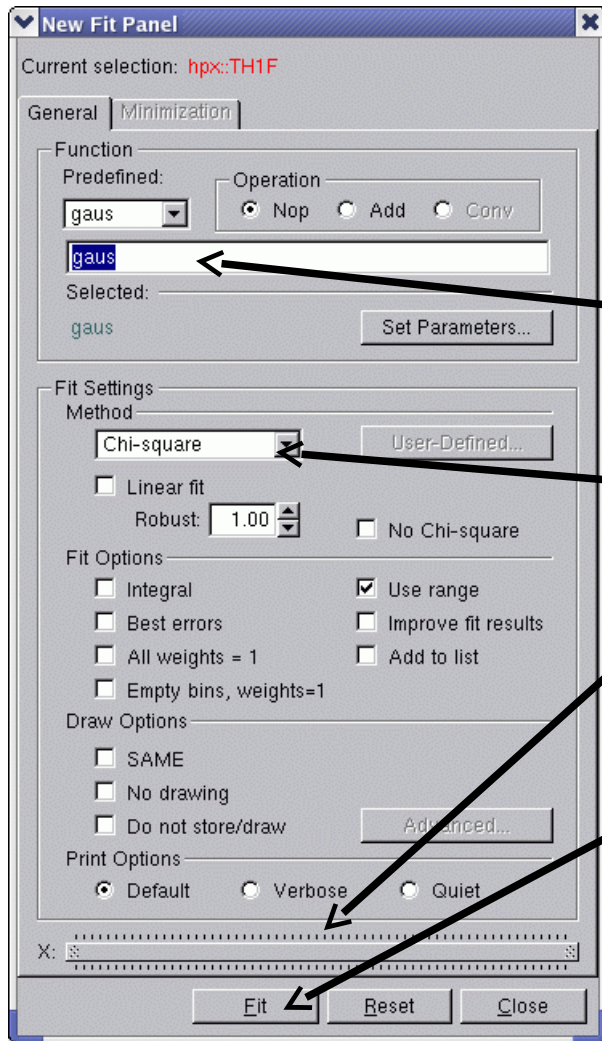 New Fit Panel
Current selection: hpx::TH1F
General Minimization
Function
Predefined: Operation
gaus Nop Add Conv
gaus
Selected:
gaus Set Parameters...
Fit Settings
Method
Chi-square User-Defined...
Linear fit
Robust: 1.00 No Chi-square
Fit Options
Integral Use range
Best errors Improve fit results
All weights = 1 Add to list
Empty bins, weights=1
Draw Options
SAME
No drawing
Do not store/draw Advanced...
Print Options
Default Verbose Quiet
X:
Fit Reset Close